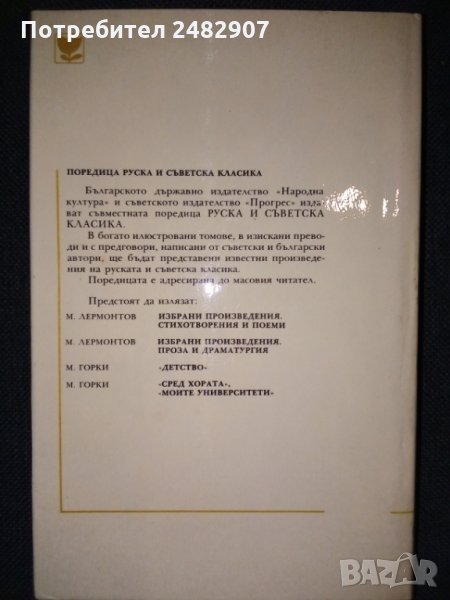 Потребител 2482907
ПОРЕДИЦА РУСКА И СЪВЕТСКА КЛАСИКА
Българското държавно издателство «Народна
култура» и съветското издателство «Прогрес» изда-
ват съвместната поредица РУСКА И СЪВЕТСКА
КЛАСИКА.
В богато илюстровани томове, в изискани прево-
ди и с предговори, написани от съветски и български
автори, ще бъдат представени известни произведе-
ния на руската и съветска класика.
Поредицата е адресирана до масовия читател.
Предстоят да излязат:
М. ЛЕРМОНТОВ ИЗБРАНИ ПРОИЗВЕДЕНИЯ.
СТИХОТВОРЕНИЯ И ПОЕМИ
М. ЛЕРМОНТОВ ИЗБРАНИ ПРОИЗВЕДЕНИЯ.
ПРОЗА И ДРАМАТУРГИЯ
М. ГОРКИ «ДЕТСТВО»
М. ГОРКИ «СРЕД ХОРАТА»,
«МОИТЕ УНИВЕРСИТЕТИ»
BAZAR